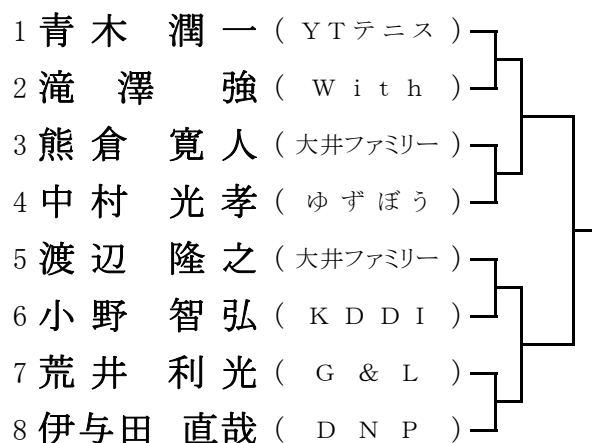 1 青木 潤一 (YTテニス)
2 滝澤 強 (With)
3 熊倉 寛人 (大井ファミリー)
4 中村 光孝 (ゆずぼう)
5 渡辺 隆之 (大井ファミリー)
6 小野 智弘 (KDDI)
7 荒井 利光 (G&L)
8 伊与田 直哉 (DNP)